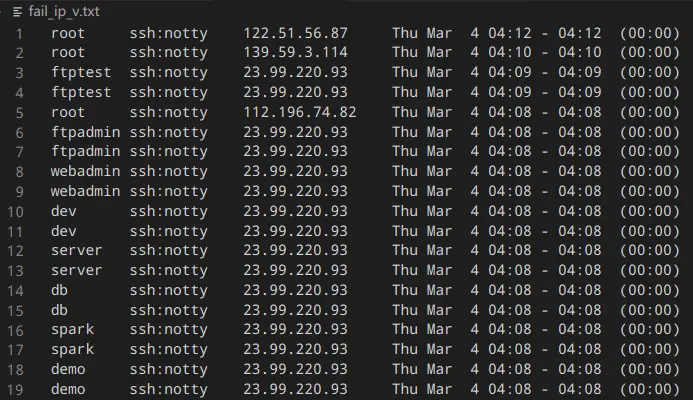 fail_ip_v.txt
1 root ssh:notty 122.51.56.87 Thu Mar 4 04:12 - 04:12 (00:00)
2 root ssh:notty 139.59.3.114 Thu Mar 4 04:10 - 04:10 (00:00)
3 ftptest ssh:notty 23.99.220.93 Thu Mar 4 04:09 - 04:09 (00:00)
4 ftptest ssh:notty 23.99.220.93 Thu Mar 4 04:09 - 04:09 (00:00)
5 root ssh:notty 112.196.74.82 Thu Mar 4 04:08 - 04:08 (00:00)
6 ftpadmin ssh:notty 23.99.220.93 Thu Mar 4 04:08 - 04:08 (00:00)
7 ftpadmin ssh:notty 23.99.220.93 Thu Mar 4 04:08 - 04:08 (00:00)
8 webadmin ssh:notty 23.99.220.93 Thu Mar 4 04:08 - 04:08 (00:00)
9 webadmin ssh:notty 23.99.220.93 Thu Mar 4 04:08 - 04:08 (00:00)
10 dev ssh:notty 23.99.220.93 Thu Mar 4 04:08 - 04:08 (00:00)
11 dev ssh:notty 23.99.220.93 Thu Mar 4 04:08 - 04:08 (00:00)
12 server ssh:notty 23.99.220.93 Thu Mar 4 04:08 - 04:08 (00:00)
13 server ssh:notty 23.99.220.93 Thu Mar 4 04:08 - 04:08 (00:00)
14 db ssh:notty 23.99.220.93 Thu Mar 4 04:08 - 04:08 (00:00)
15 db ssh:notty 23.99.220.93 Thu Mar 4 04:08 - 04:08 (00:00)
16 spark ssh:notty 23.99.220.93 Thu Mar 4 04:08 - 04:08 (00:00)
17 spark ssh:notty 23.99.220.93 Thu Mar 4 04:08 - 04:08 (00:00)
18 demo ssh:notty 23.99.220.93 Thu Mar 4 04:08 - 04:08 (00:00)
19 demo ssh:notty 23.99.220.93 Thu Mar 4 04:08 - 04:08 (00:00)